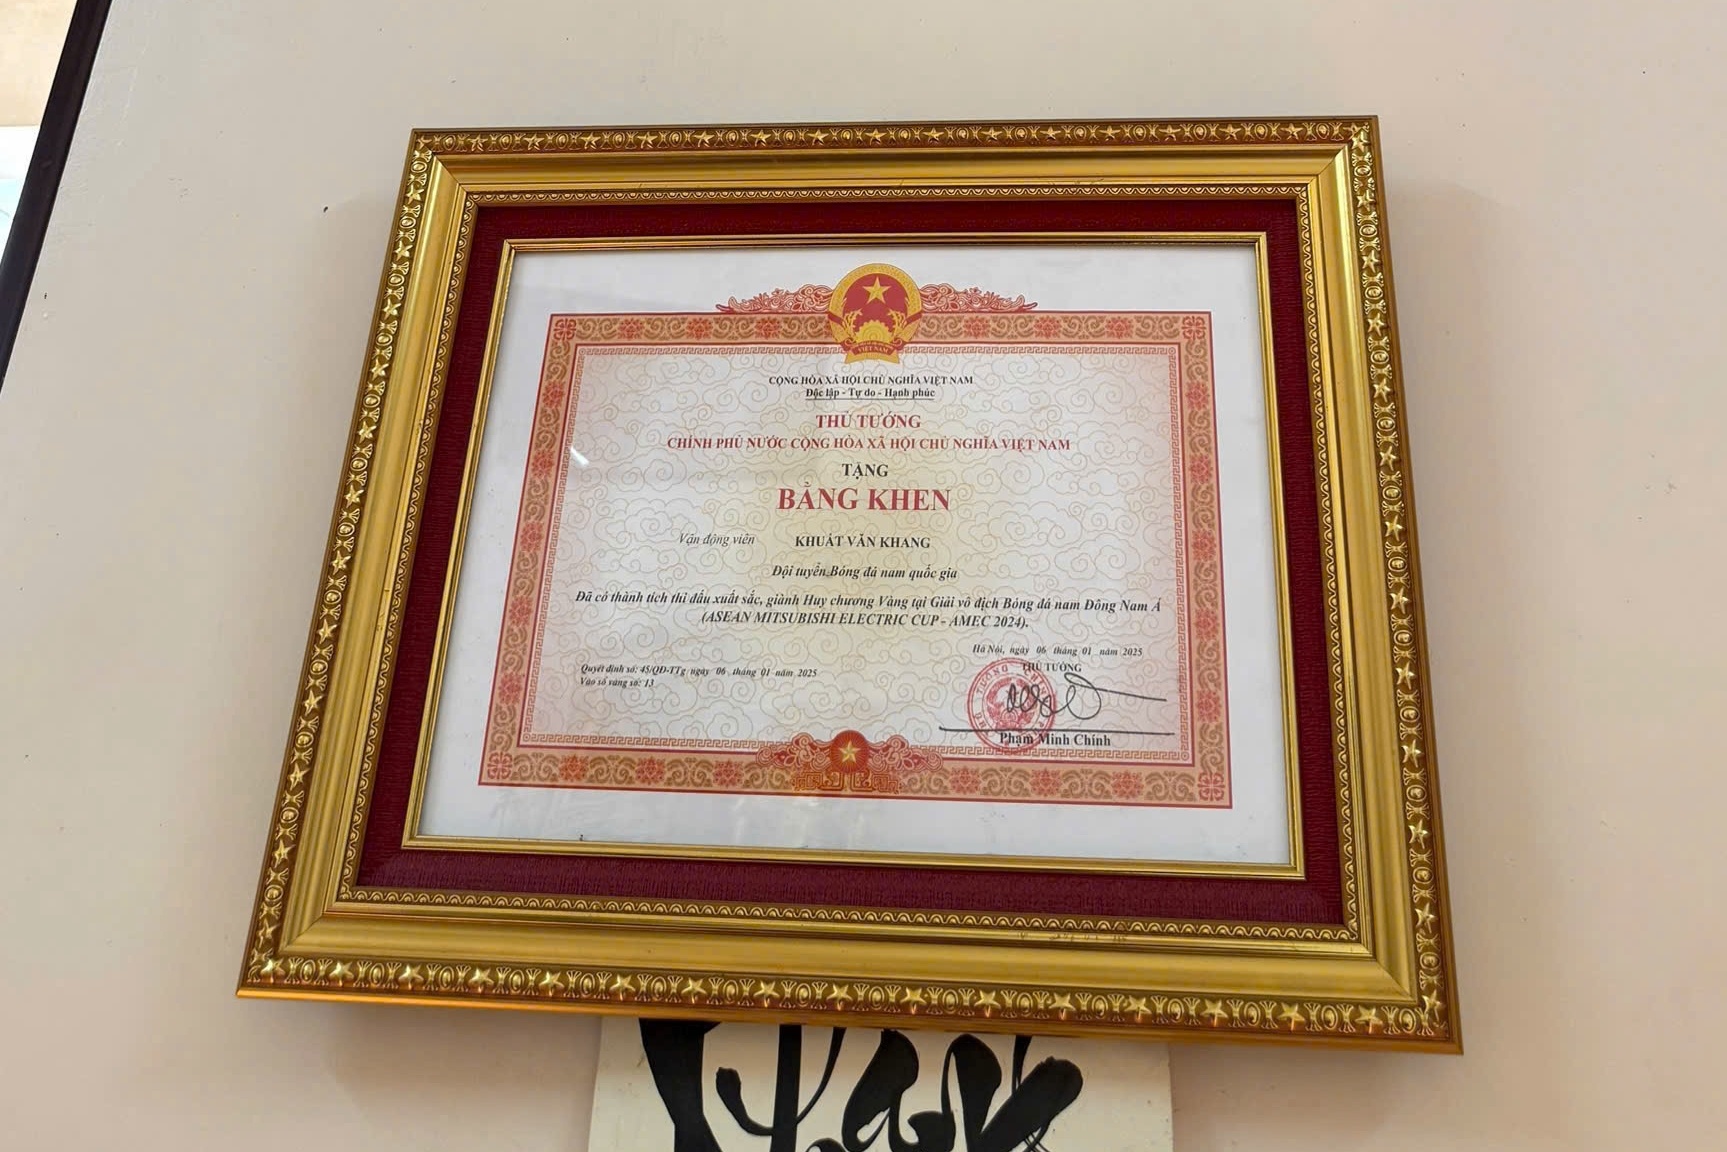 VIỆT NAM
CỘNG HÒA XÃ HỘI CHỦ NGHĨA VIỆT NAM
Độc lập - Tự do - Hạnh phúc
THỦ TƯỚNG
CHÍNH PHỦ NƯỚC CỘNG HÒA XÃ HỘI CHỦ NGHĨA VIỆT NAM
TẶNG
BẰNG KHEN
Vận động viên KHUẤT VĂN KHANG
Đội tuyển Bóng đá nam quốc gia
Đã có thành tích thi đấu xuất sắc, giành Huy chương Vàng tại Giải vô địch Bóng đá nam Đông Nam Á
(ASEAN MITSUBISHI ELECTRIC CUP - AMEC 2024).
Hà Nội, ngày 06 tháng 01 năm 2025
Quyết định số: 45/QĐ-TTg ngày 06 tháng 01 năm 2025
Vào sổ vàng số: 13
THỦ TƯỚNG
Phạm Minh Chính